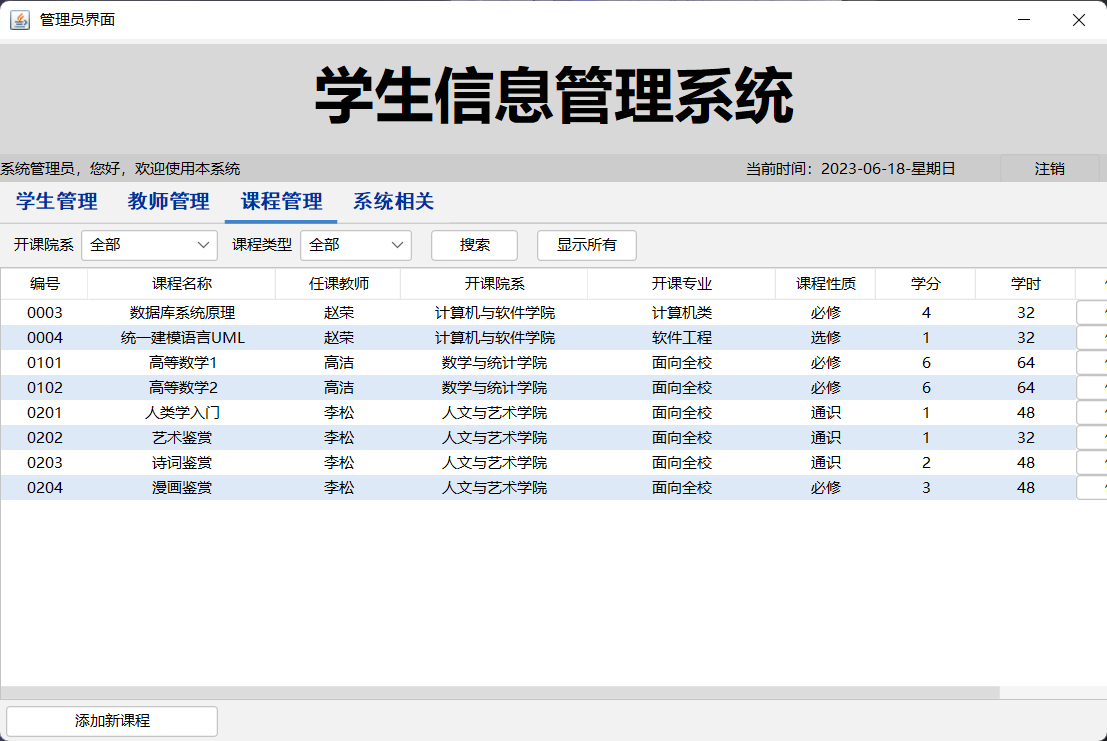 管理员界面
学生信息管理系统
系统管理员，您好，欢迎使用本系统 当前时间：2023-06-18-星期日 注销
学生管理 教师管理 课程管理 系统相关
开课院系 全部 课程类型 全部 搜索 显示所有
编号 课程名称 任课教师 开课院系 开课专业 课程性质 学分 学时
0003 数据库系统原理 赵荣 计算机与软件学院 计算机类 必修 4 32
0004 统一建模语言UML 赵荣 计算机与软件学院 软件工程 选修 1 32
0101 高等数学1 高洁 数学与统计学院 面向全校 必修 6 64
0102 高等数学2 高洁 数学与统计学院 面向全校 必修 6 64
0201 人类学入门 李松 人文与艺术学院 面向全校 通识 1 48
0202 艺术鉴赏 李松 人文与艺术学院 面向全校 通识 1 32
0203 诗词鉴赏 李松 人文与艺术学院 面向全校 通识 2 48
0204 漫画鉴赏 李松 人文与艺术学院 面向全校 必修 3 48
添加新课程